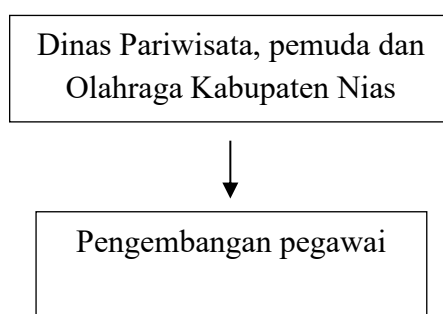 Dinas Pariwisata, pemuda dan
Olahraga Kabupaten Nias
Pengembangan pegawai